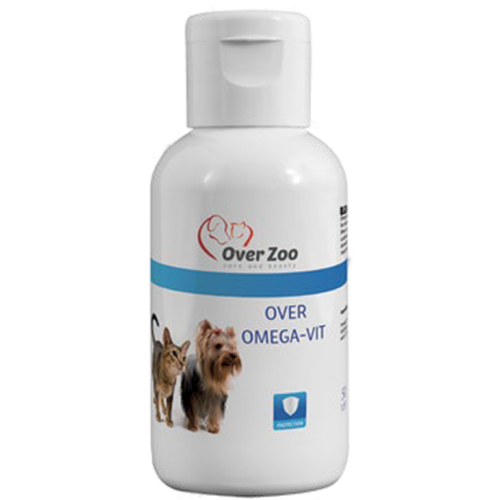 Over Zoo
care and beauty
OVER
OMEGA-VIT
PROTECTION